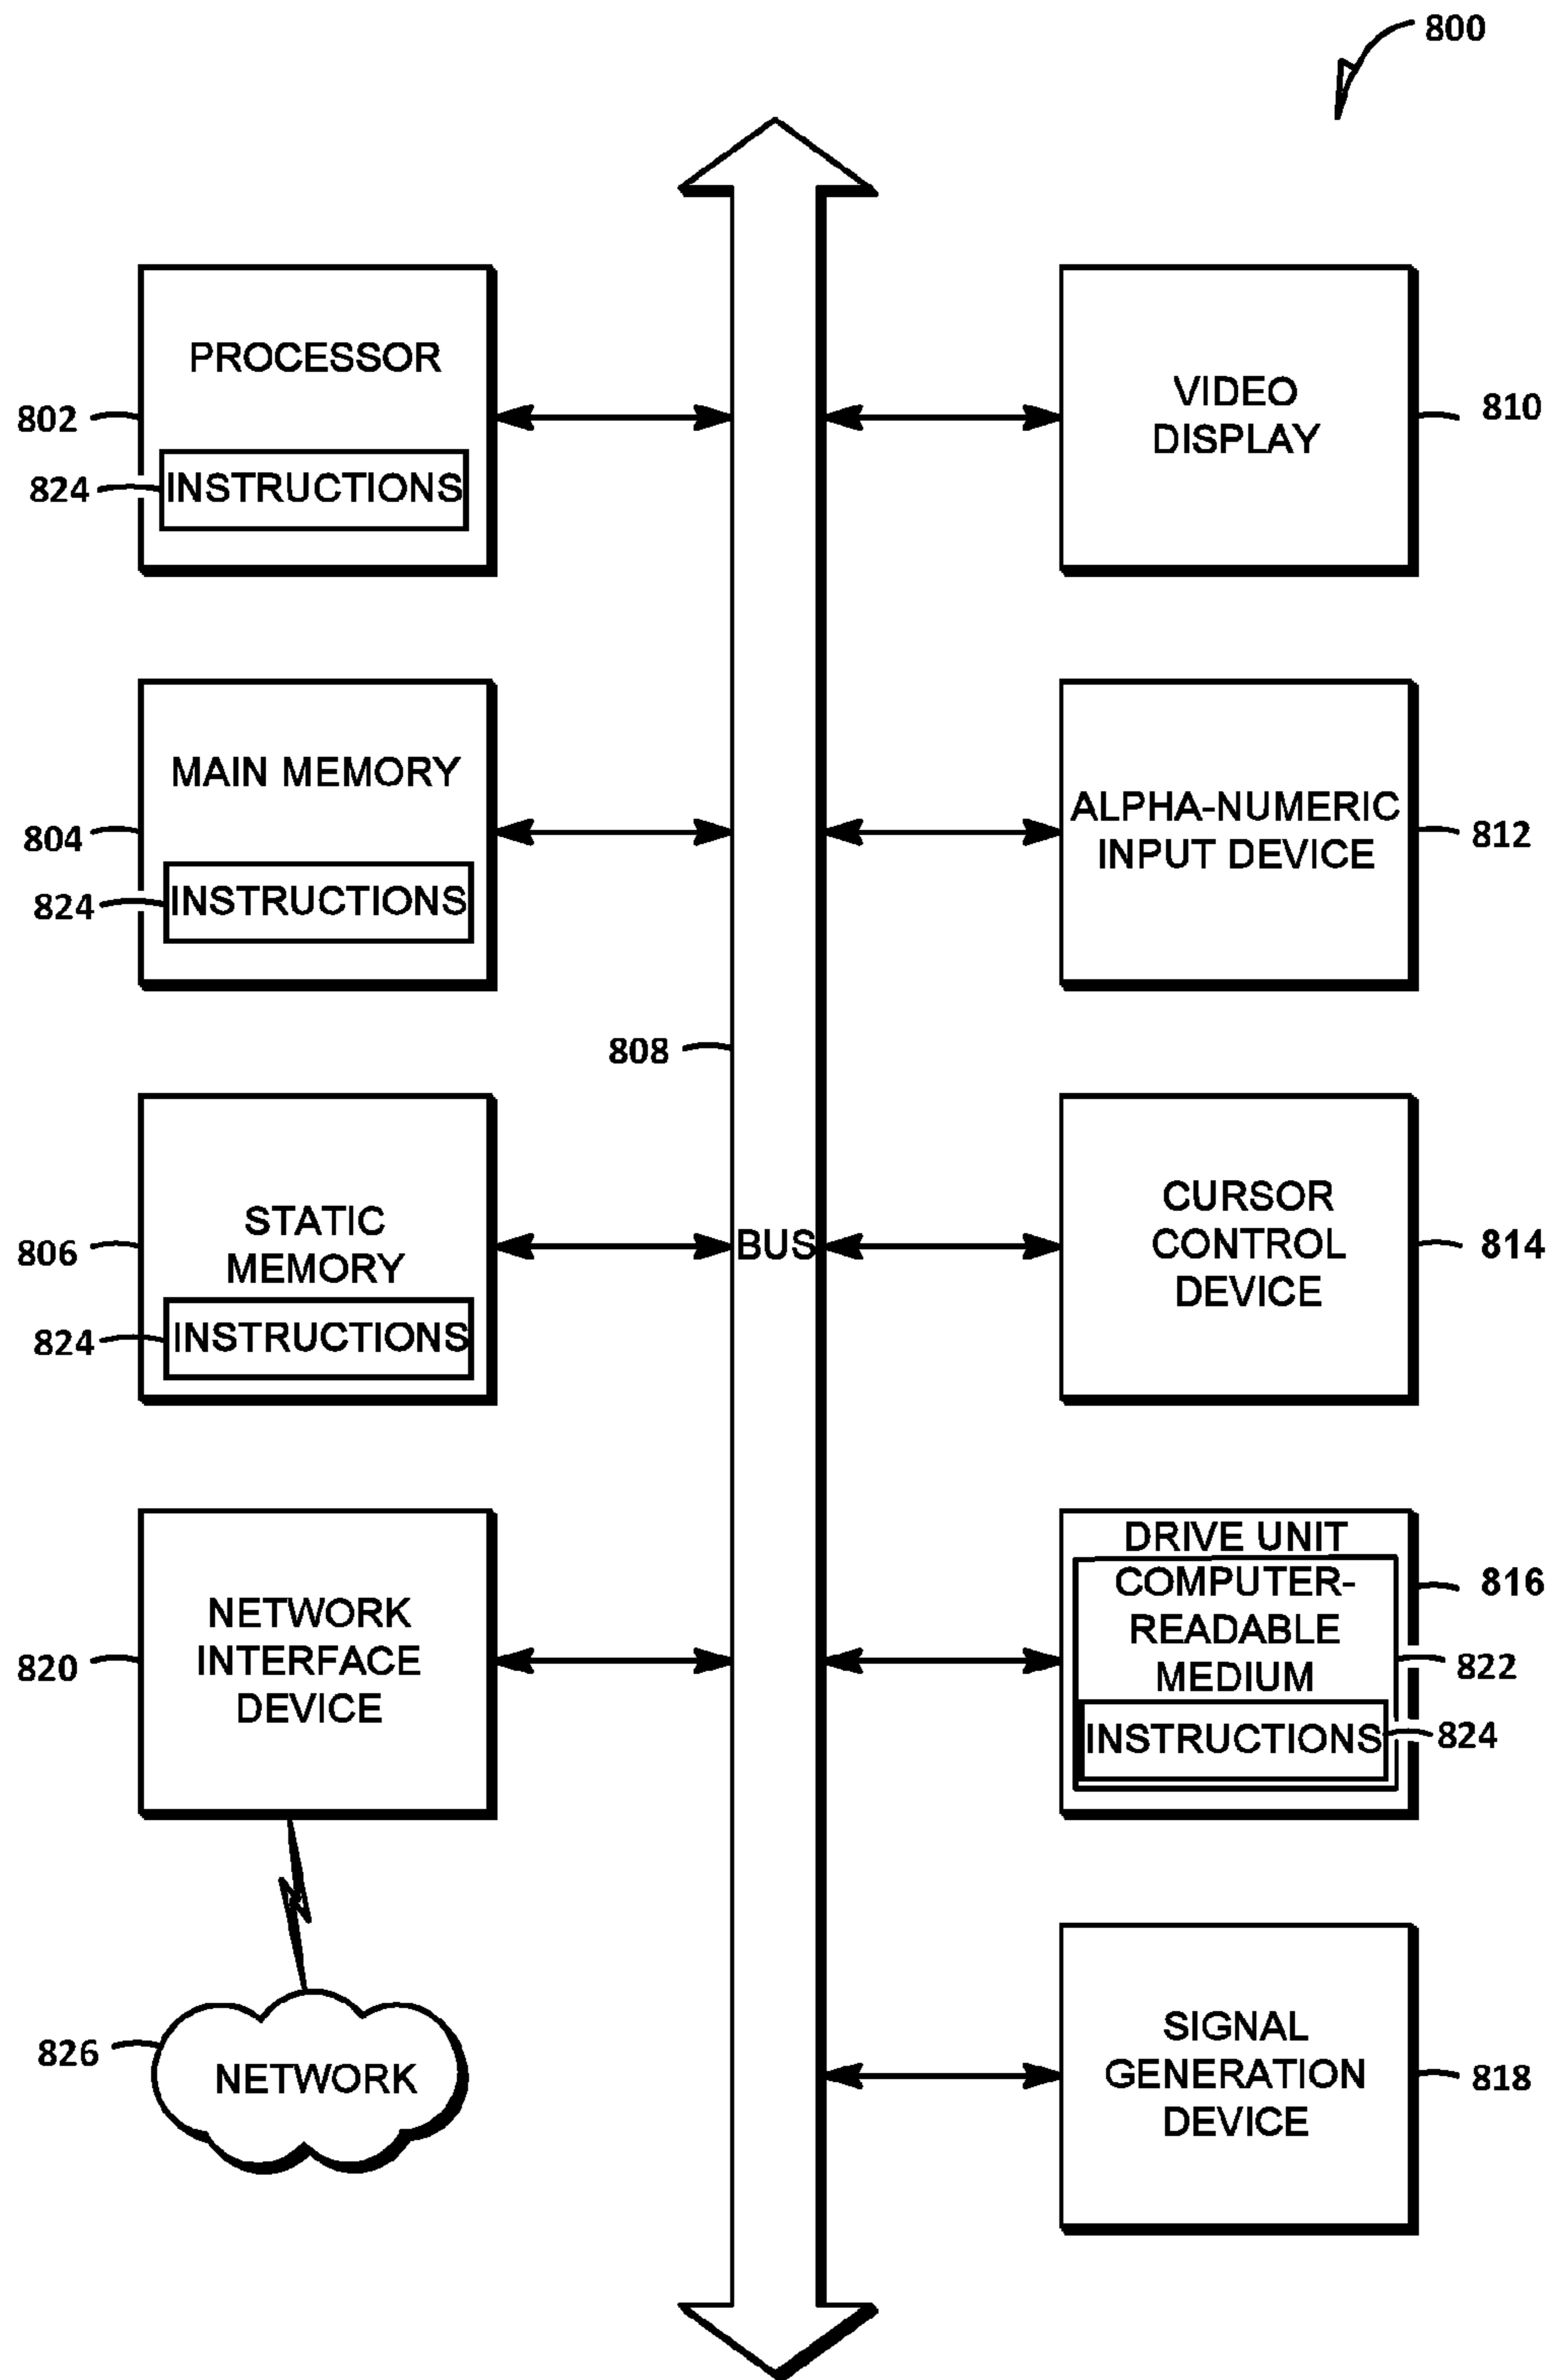 800
PROCESSOR
802
824
INSTRUCTIONS
MAIN MEMORY
804
824
INSTRUCTIONS
808
STATIC
MEMORY
806
824
INSTRUCTIONS
NETWORK
INTERFACE
DEVICE
820
826
NETWORK
BUS
VIDEO
DISPLAY
810
ALPHA-NUMERIC
INPUT DEVICE
812
CURSOR
CONTROL
DEVICE
814
DRIVE UNIT
816
COMPUTER-
READABLE
MEDIUM
822
INSTRUCTIONS
824
SIGNAL
GENERATION
DEVICE
818